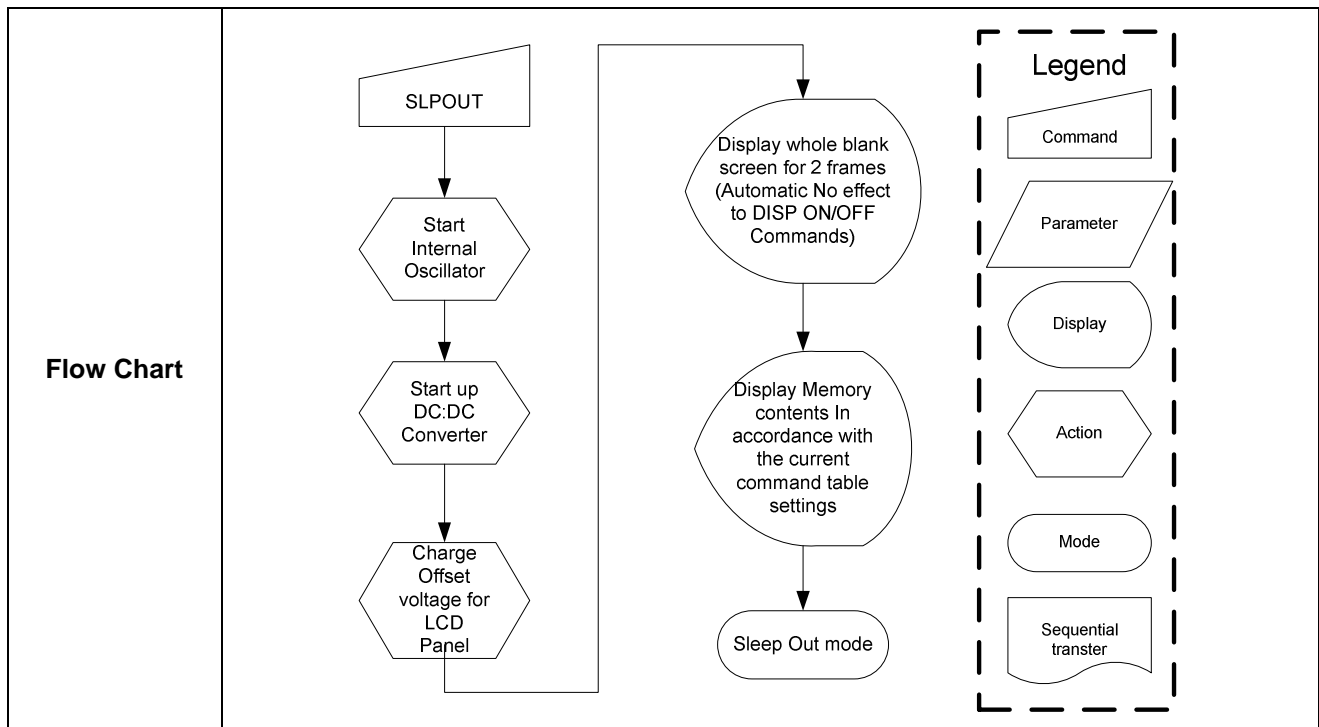 Flow Chart
SLPOUT
Start
Internal
Oscillator
Start up
DC:DC
Converter
Charge
Offset
voltage for
LCD
Panel
Display whole blank
screen for 2 frames
(Automatic No effect
to DISP ON/OFF
Commands)
Display Memory
contents In
accordance with
the current
command table
settings
Sleep Out mode
Legend
Command
Parameter
Display
Action
Mode
Sequential
transter